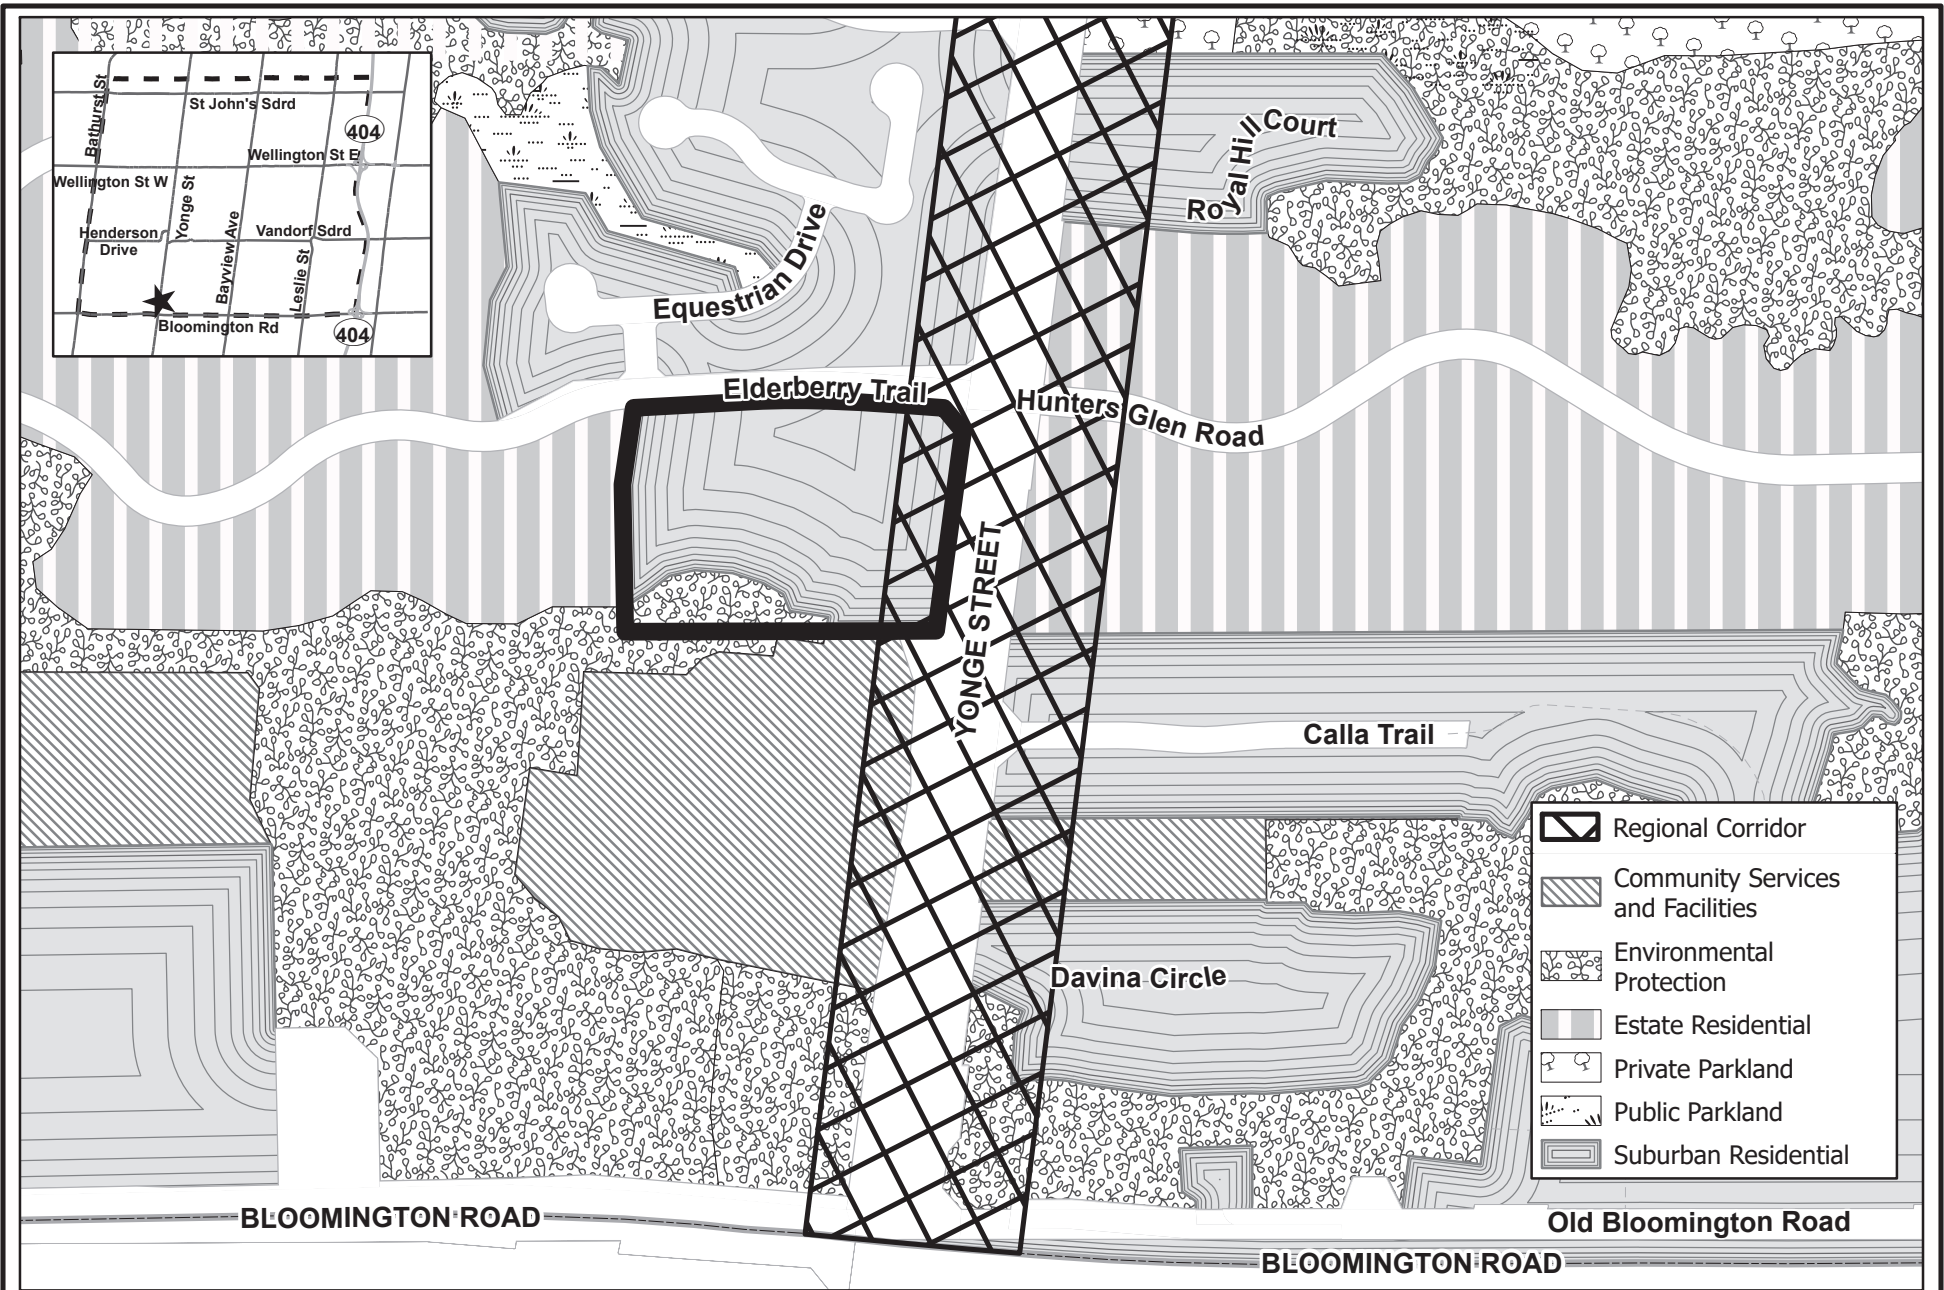 Bathurst St
St John's Sdrd
404
Wellington St E
Wellington St W
Yonge St
Henderson
Drive
Bayview Ave
Vandorf Sdrd
Leslie St
Bloomington Rd
404
Royal Hill Court
Equestrian Drive
Elderberry Trail
Hunters Glen Road
YONGE STREET
Calla Trail
Davina Circle
Regional Corridor
Community Services
and Facilities
Environmental
Protection
Estate Residential
Private Parkland
Public Parkland
Suburban Residential
BLOOMINGTON ROAD
Old Bloomington Road
BLOOMINGTON ROAD